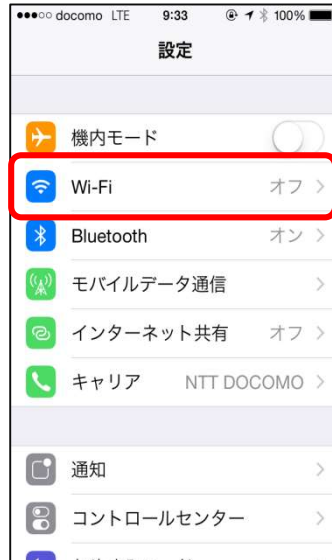 docomo LTE 9:33 100%
設定
機内モード
Wi-Fi オフ
Bluetooth オン
モバイルデータ通信
インターネット共有 オフ
キャリア NTT DOCOMO
通知
コントロールセンター